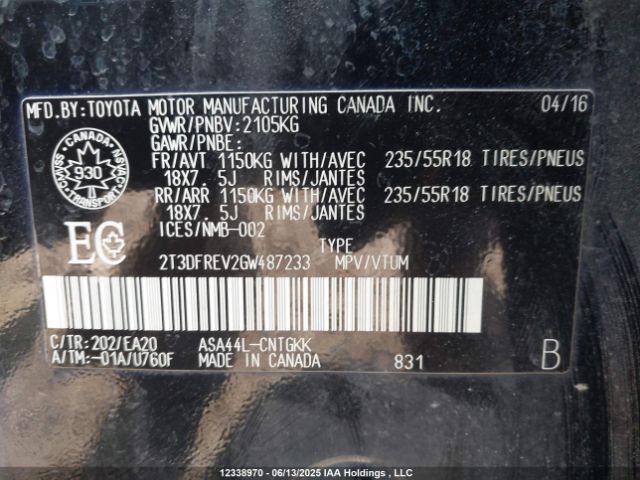 MFD.BY:TOYOTA MOTOR MANUFACTURING CANADA INC. 04/16
GVWR/PNBV:2105KG
GAWR/PNBE:
FR/AVT 1150KG WITH/AVEC 235/55R18 TIRES/PNEUS
18X7.5J RIMS/JANTES
RR/ARR 1150KG WITH/AVEC 235/55R18 TIRES/PNEUS
18X7.5J RIMS/JANTES
ICES/NMB-002
CANADA
930
TRANSPORT
CMVSS
NSVAC
EC
TYPE
2T3DFREV2GW487233 MPV/VTUM
C/TR:202/EA20 ASA44L-CNTGKK
A/TM:-01A/U760F MADE IN CANADA 831 B
12338970 - 06/13/2025 IAA Holdings , LLC